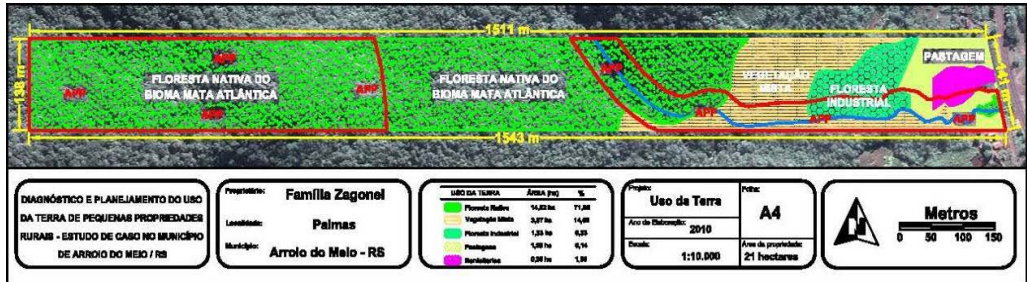 1511 m
138 m
APP
FLORESTA NATIVA DO
BIOMA MATA ATLÂNTICA
APP
APP
APP
FLORESTA NATIVA DO
BIOMA MATA ATLÂNTICA
APP
APP
VEGETAÇÃO
MISTA
FLORESTA
INDUSTRIAL
APP
PASTAGEM
APP
141 m
1543 m
DIAGNÓSTICO E PLANEJAMENTO DO USO
DA TERRA DE PEQUENAS PROPRIEDADES
RURAIS - ESTUDO DE CASO NO MUNICÍPIO
DE ARROIO DO MEIO / RS
Proprietário: Família Zagonel
Localidade: Palmas
Município: Arroio do Meio - RS
USO DA TERRA ÁREA (ha) %
Floresta Nativa
Vegetação Mista
Floresta Industrial
Pastagem
Benfeitorias
Projeto: Uso da Terra
Ano de Elaboração: 2010
Escala: 1:10.000
Folha: A4
Área da propriedade:
21 hectares
Metros
0 50 100 150